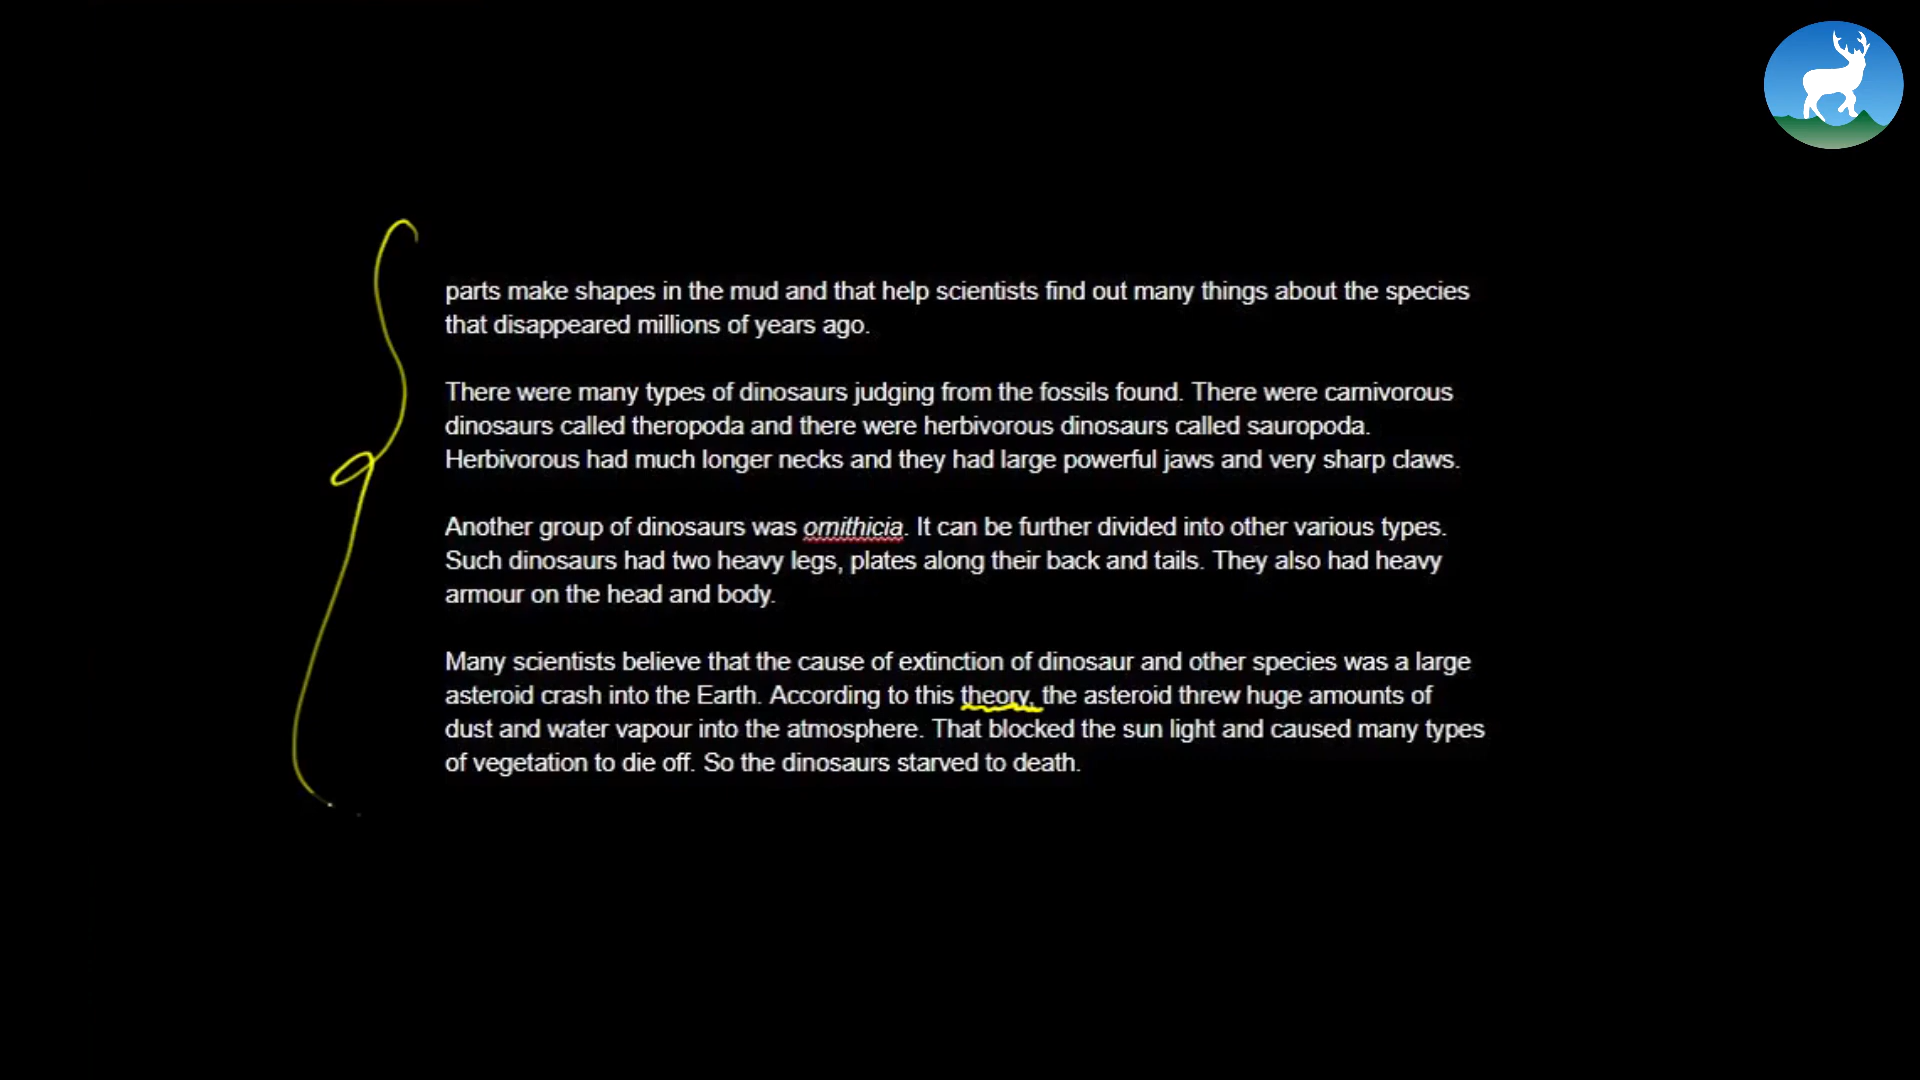 parts make shapes in the mud and that help scientists find out many things about the species
that disappeared millions of years ago.
There were many types of dinosaurs judging from the fossils found. There were carnivorous
dinosaurs called theropoda and there were herbivorous dinosaurs called sauropoda.
Herbivorous had much longer necks and they had large powerful jaws and very sharp claws.
Another group of dinosaurs was ornithicia. It can be further divided into other various types.
Such dinosaurs had two heavy legs, plates along their back and tails. They also had heavy
armour on the head and body.
Many scientists believe that the cause of extinction of dinosaur and other species was a large
asteroid crash into the Earth. According to this theory, the asteroid threw huge amounts of
dust and water vapour into the atmosphere. That blocked the sun light and caused many types
of vegetation to die off. So the dinosaurs starved to death.